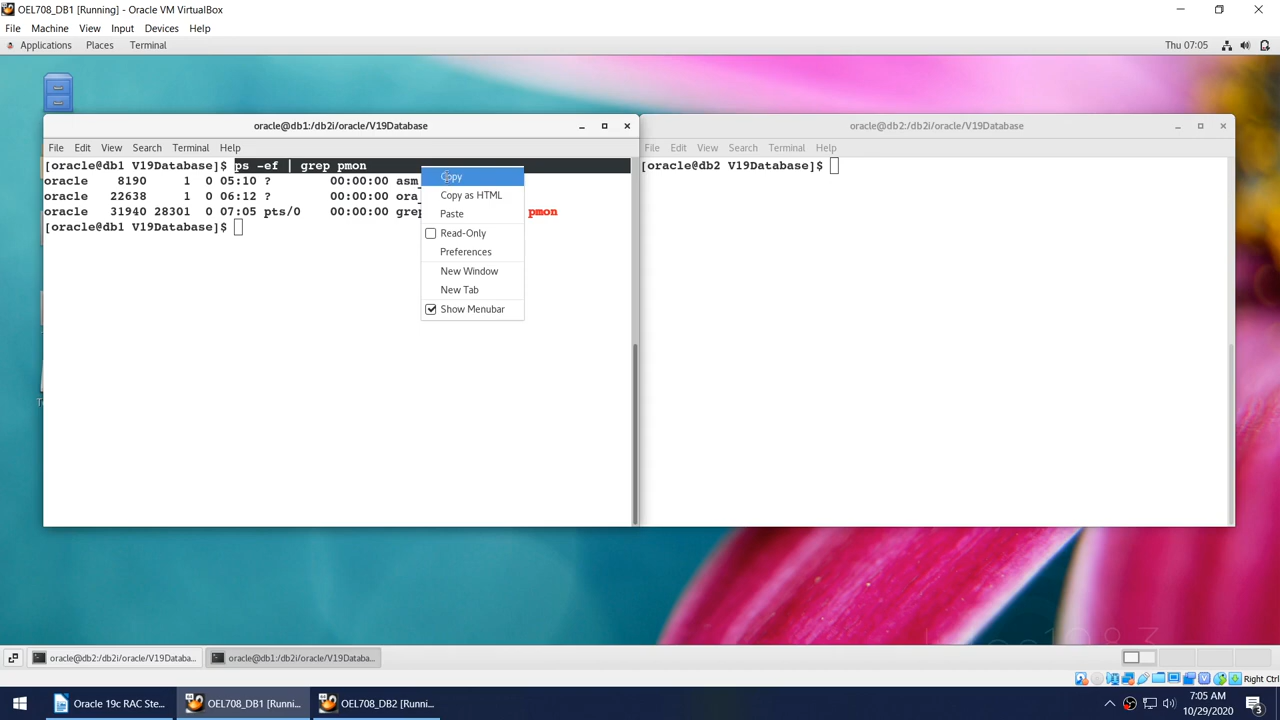 OEL708_DB1 [Running] - Oracle VM VirtualBox
File Machine View Input Devices Help
Applications Places Terminal Thu 07:05
oracle@db1:/db2i/oracle/V19Database
File Edit View Search Terminal Help
[oracle@db1 V19Database]$ ps -ef | grep pmon
oracle 8190 1 0 05:10 ? 00:00:00 asm_
oracle 22638 1 0 06:12 ? 00:00:00 ora_
oracle 31940 28301 0 07:05 pts/0 00:00:00 grep pmon
[oracle@db1 V19Database]$
Copy
Copy as HTML
Paste
Read-Only
Preferences
New Window
New Tab
Show Menubar
oracle@db2:/db2i/oracle/V19Database
File Edit View Search Terminal Help
[oracle@db2 V19Database]$
oracle@db2:/db2i/oracle/V19Databa...
oracle@db1:/db2i/oracle/V19Databa...
Right Ctrl
Oracle 19c RAC Ste...
OEL708_DB1 [Runni...
OEL708_DB2 [Runni...
7:05 AM
10/29/2020
3